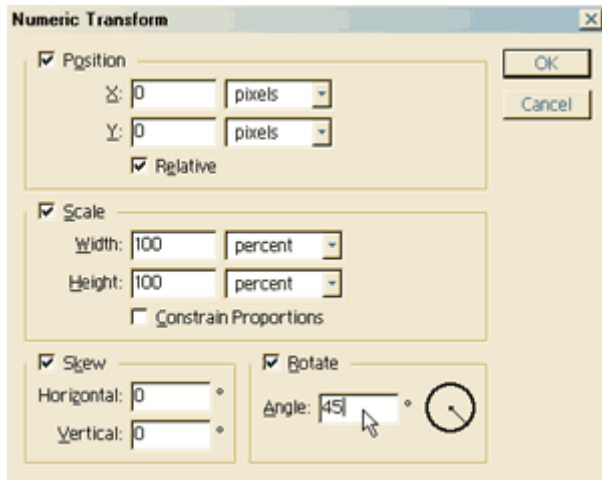 Numeric Transform
Position
X: 0 pixels
Y: 0 pixels
Relative
OK
Cancel
Scale
Width: 100 percent
Height: 100 percent
Constrain Proportions
Skew
Horizontal: 0 °
Vertical: 0 °
Rotate
Angle: 45 °